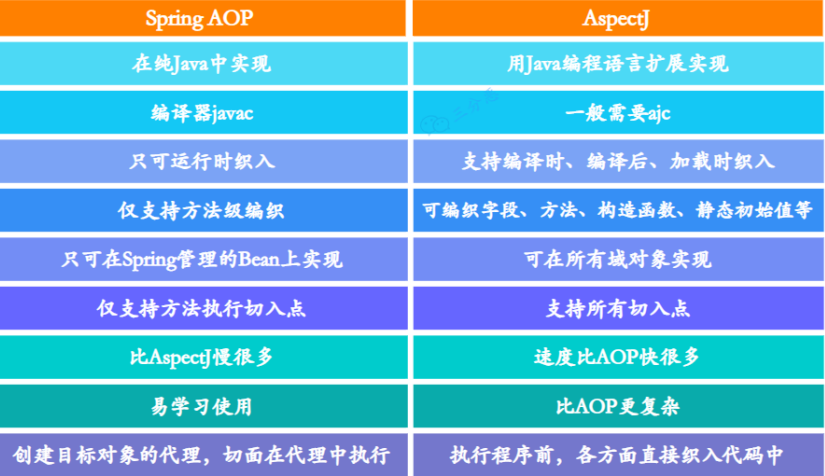 Spring AOP
AspectJ
在纯Java中实现
用Java编程语言扩展实现
编译器javac
一般需要ajc
三分恶
只可运行时织入
支持编译时、编译后、加载时织入
仅支持方法级编织
可编织字段、方法、构造函数、静态初始值等
只可在Spring管理的Bean上实现
可在所有域对象实现
仅支持方法执行切入点
支持所有切入点
比AspectJ慢很多
速度比AOP快很多
易学习使用
比AOP更复杂
创建目标对象的代理，切面在代理中执行
执行程序前，各方面直接织入代码中